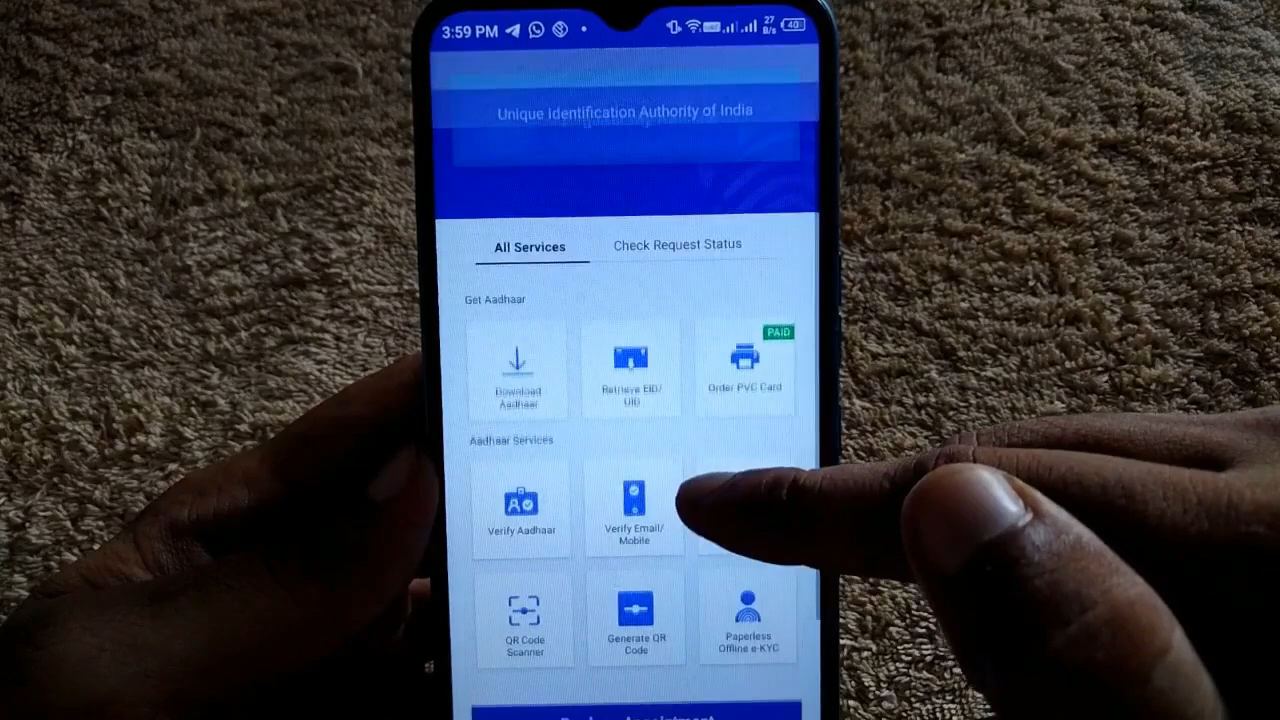 3:59 PM
27
B/s
40
Unique Identification Authority of India
All Services
Check Request Status
Get Aadhaar
PAID
Download
Aadhaar
Retrieve EID/
UID
Order PVC Card
Aadhaar Services
Verify Aadhaar
Verify Email/
Mobile
QR Code
Scanner
Generate QR
Code
Paperless
Offline e-KYC